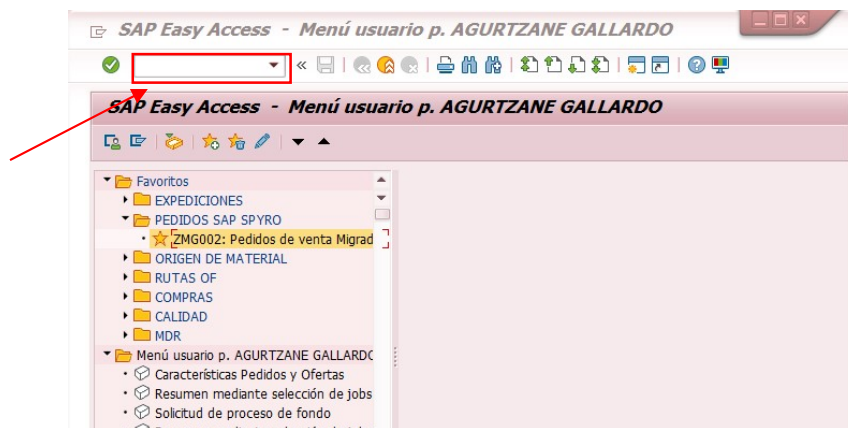 SAP Easy Access - Menú usuario p. AGURTZANE GALLARDO
SAP Easy Access - Menú usuario p. AGURTZANE GALLARDO
Favoritos
EXPEDICIONES
PEDIDOS SAP SPYRO
ZMG002: Pedidos de venta Migrad
ORIGEN DE MATERIAL
RUTAS OF
COMPRAS
CALIDAD
MDR
Menú usuario p. AGURTZANE GALLARDO
Características Pedidos y Ofertas
Resumen mediante selección de jobs
Solicitud de proceso de fondo